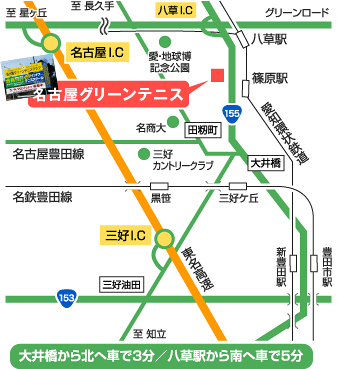 至 星ヶ丘
至 長久手
八草I.C
グリーンロード
名古屋I.C
愛・地球博
記念公園
八草駅
篠原駅
名古屋グリーンテニス
155
愛知環状鉄道
名商大
田籾町
名古屋豊田線
三好
カントリークラブ
大井橋
名鉄豊田線
黒笹
三好ケ丘
三好I.C
東名高速
新豊田駅
豊田市駅
三好油田
153
至 知立
大井橋から北へ車で3分／八草駅から南へ車で5分